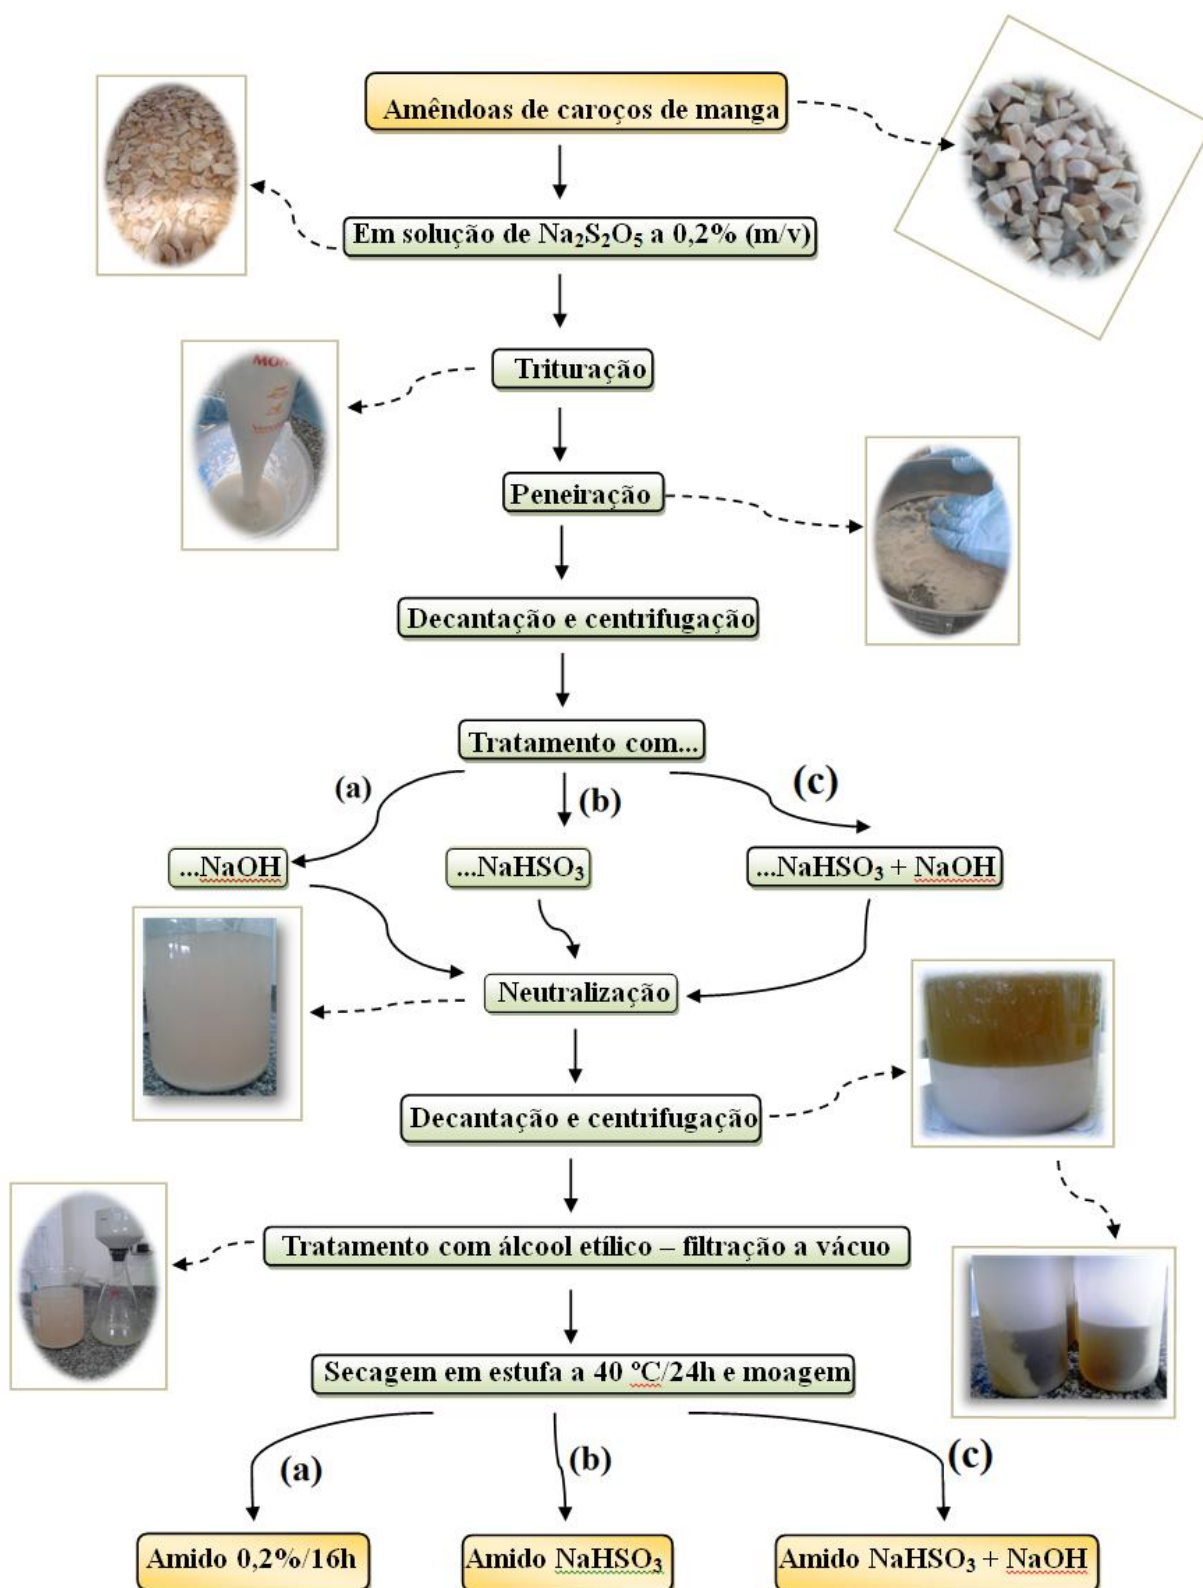 Amêndoas de caroços de manga
Em solução de Na₂S₂O₅ a 0,2% (m/v)
Trituração
Peneiração
Decantação e centrifugação
Tratamento com...
(a)
(b)
(c)
...NaOH
...NaHSO₃
...NaHSO₃ + NaOH
Neutralização
Decantação e centrifugação
Tratamento com álcool etílico – filtração a vácuo
Secagem em estufa a 40 ºC/24h e moagem
(a)
(b)
(c)
Amido 0,2%/16h
Amido NaHSO₃
Amido NaHSO₃ + NaOH